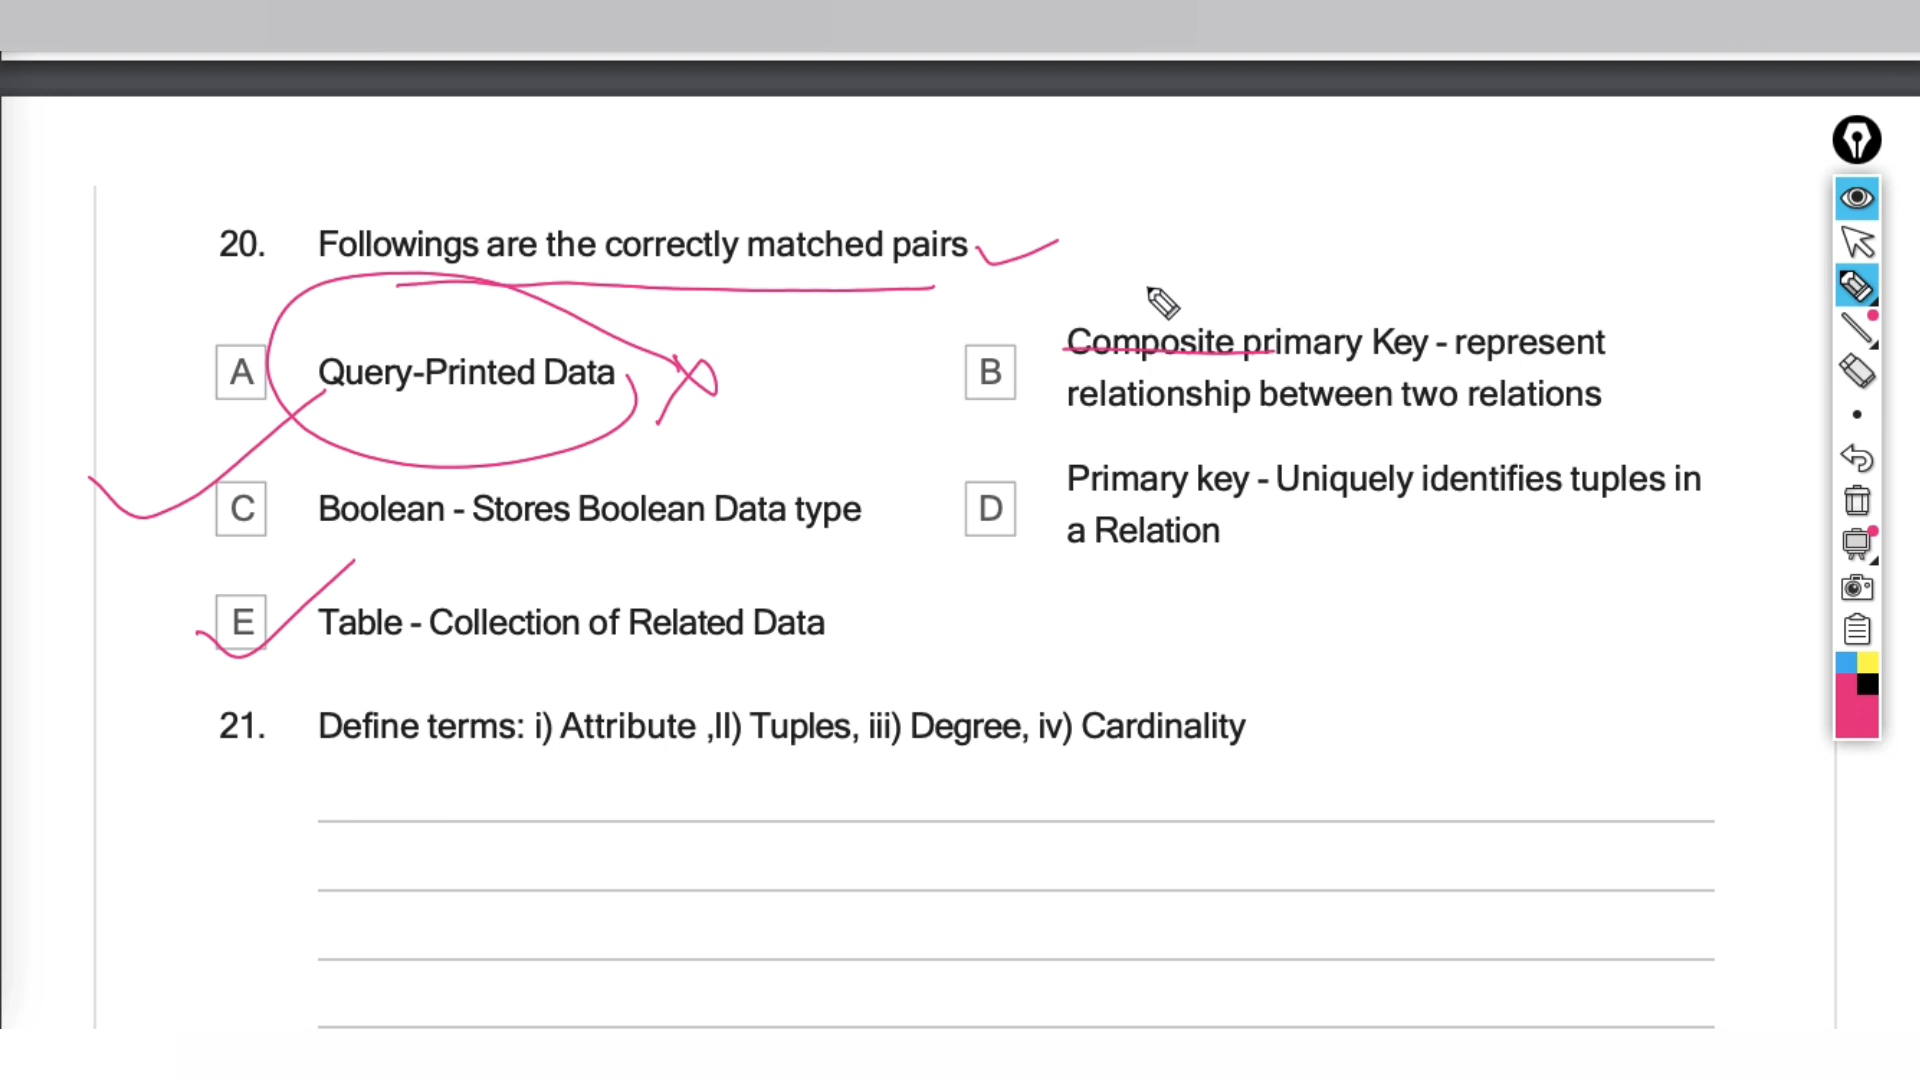 20. Followings are the correctly matched pairs
A Query-Printed Data
B Composite primary Key - represent
relationship between two relations
C Boolean - Stores Boolean Data type
D Primary key - Uniquely identifies tuples in
a Relation
E Table - Collection of Related Data
21. Define terms: i) Attribute ,II) Tuples, iii) Degree, iv) Cardinality